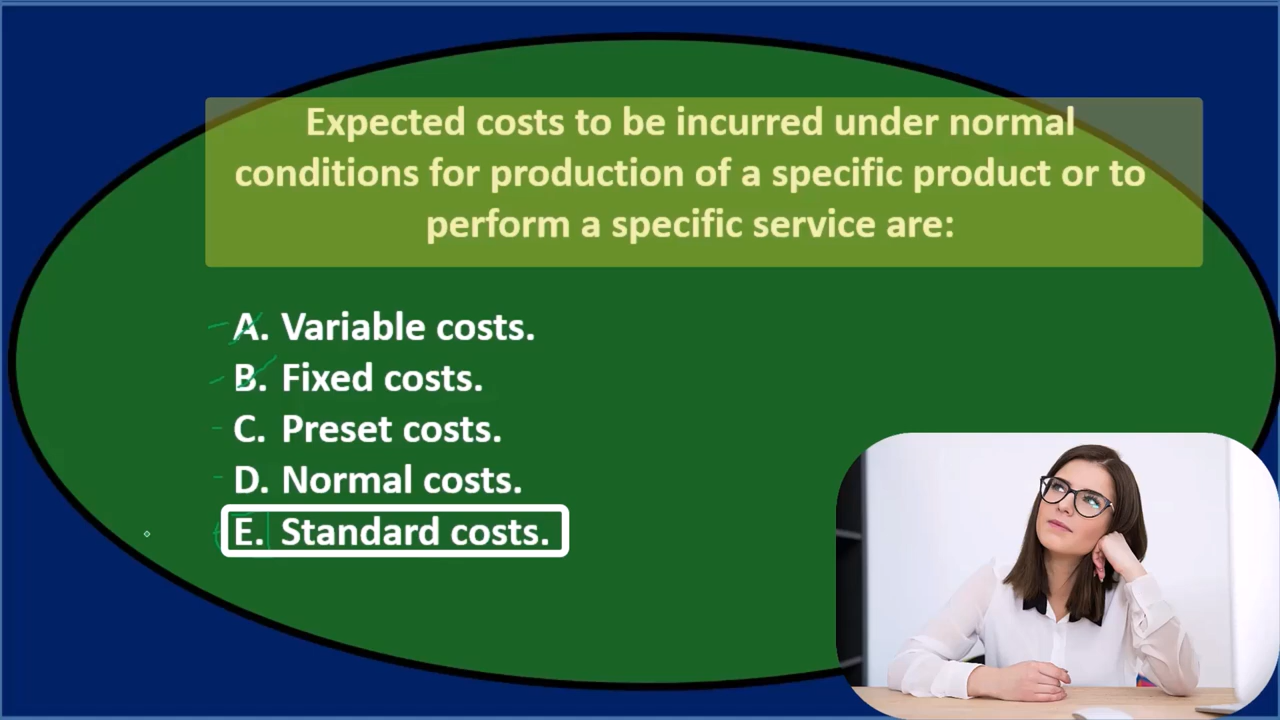 Expected costs to be incurred under normal
conditions for production of a specific product or to
perform a specific service are:
A. Variable costs.
B. Fixed costs.
C. Preset costs.
D. Normal costs.
E. Standard costs.